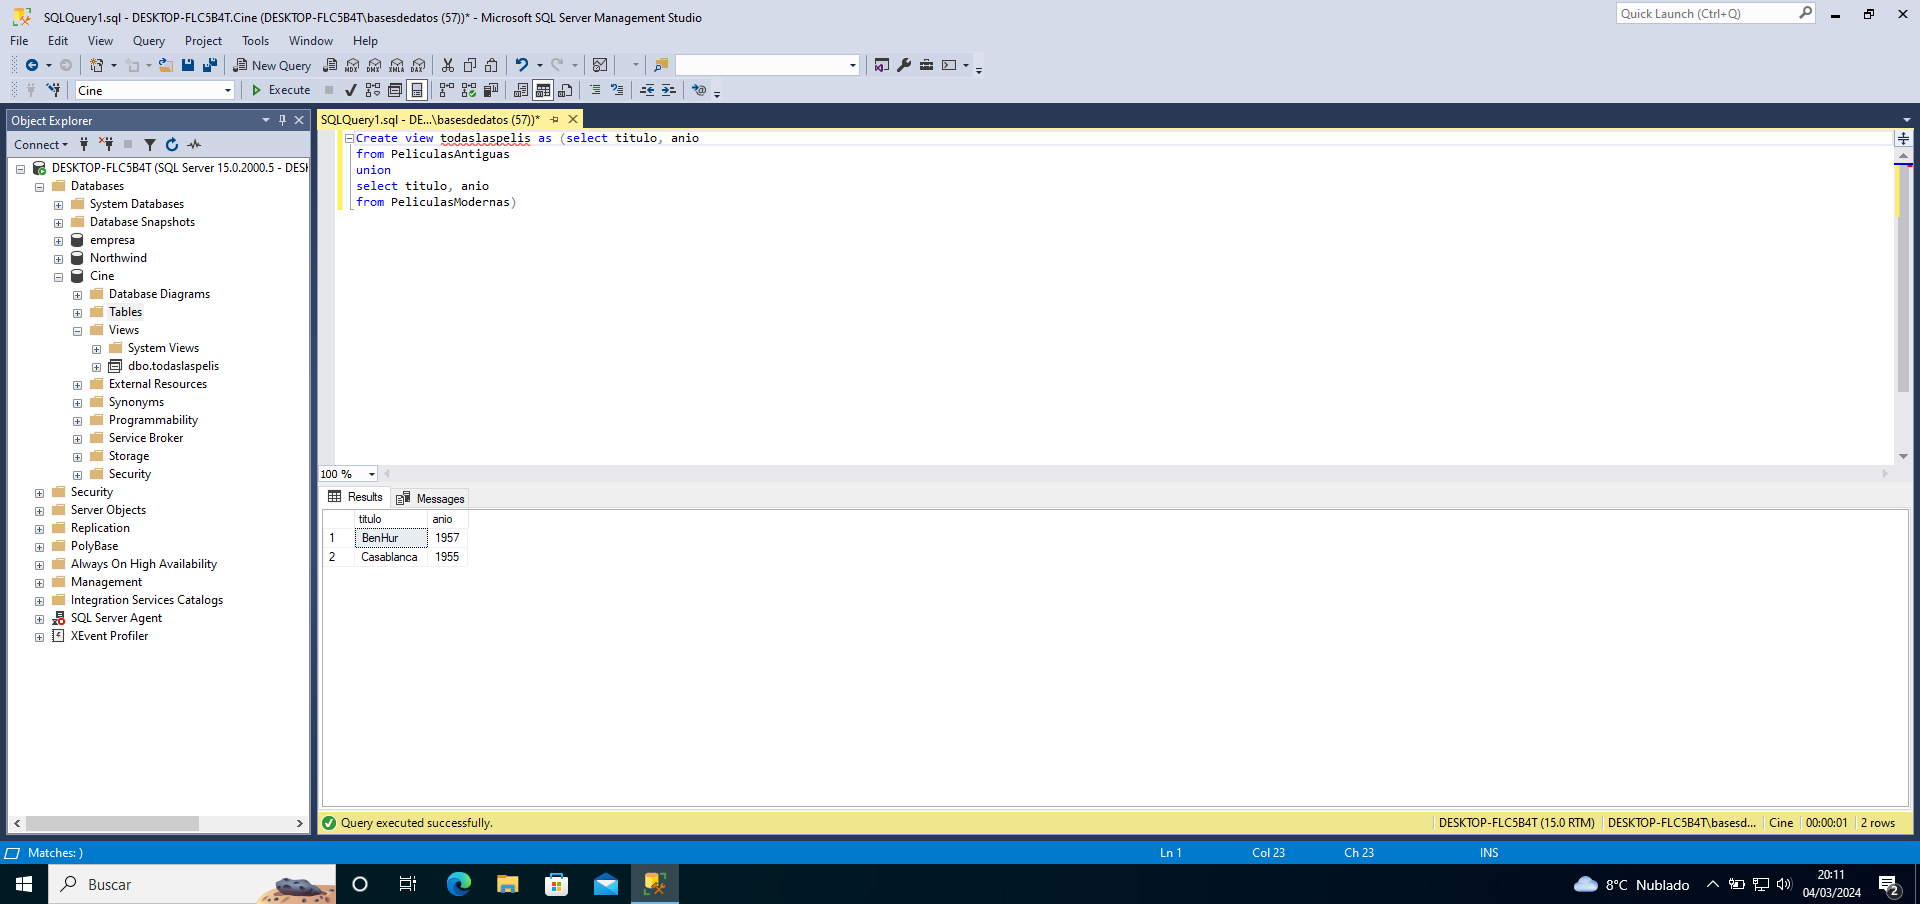 SQLQuery1.sql - DESKTOP-FLC5B4T.Cine (DESKTOP-FLC5B4T\basesdedatos (57))* - Microsoft SQL Server Management Studio
Quick Launch (Ctrl+Q)
File Edit View Query Project Tools Window Help
New Query
MDX DMX XMLA DAX
Cine
Execute
Object Explorer
SQLQuery1.sql - DE...\basesdedatos (57))*
Connect
DESKTOP-FLC5B4T (SQL Server 15.0.2000.5 - DESK
Databases
System Databases
Database Snapshots
empresa
Northwind
Cine
Database Diagrams
Tables
Views
System Views
dbo.todaslaspelis
External Resources
Synonyms
Programmability
Service Broker
Storage
Security
Security
Server Objects
Replication
PolyBase
Always On High Availability
Management
Integration Services Catalogs
SQL Server Agent
XEvent Profiler
Create view todaslaspelis as (select titulo, anio
from PeliculasAntiguas
union
select titulo, anio
from PeliculasModernas)
100 %
Results Messages
titulo anio
1 BenHur 1957
2 Casablanca 1955
Query executed successfully.
DESKTOP-FLC5B4T (15.0 RTM) DESKTOP-FLC5B4T\basesd... Cine 00:00:01 2 rows
Matches: )
Ln 1 Col 23 Ch 23 INS
Buscar
8°C Nublado
20:11
04/03/2024
2